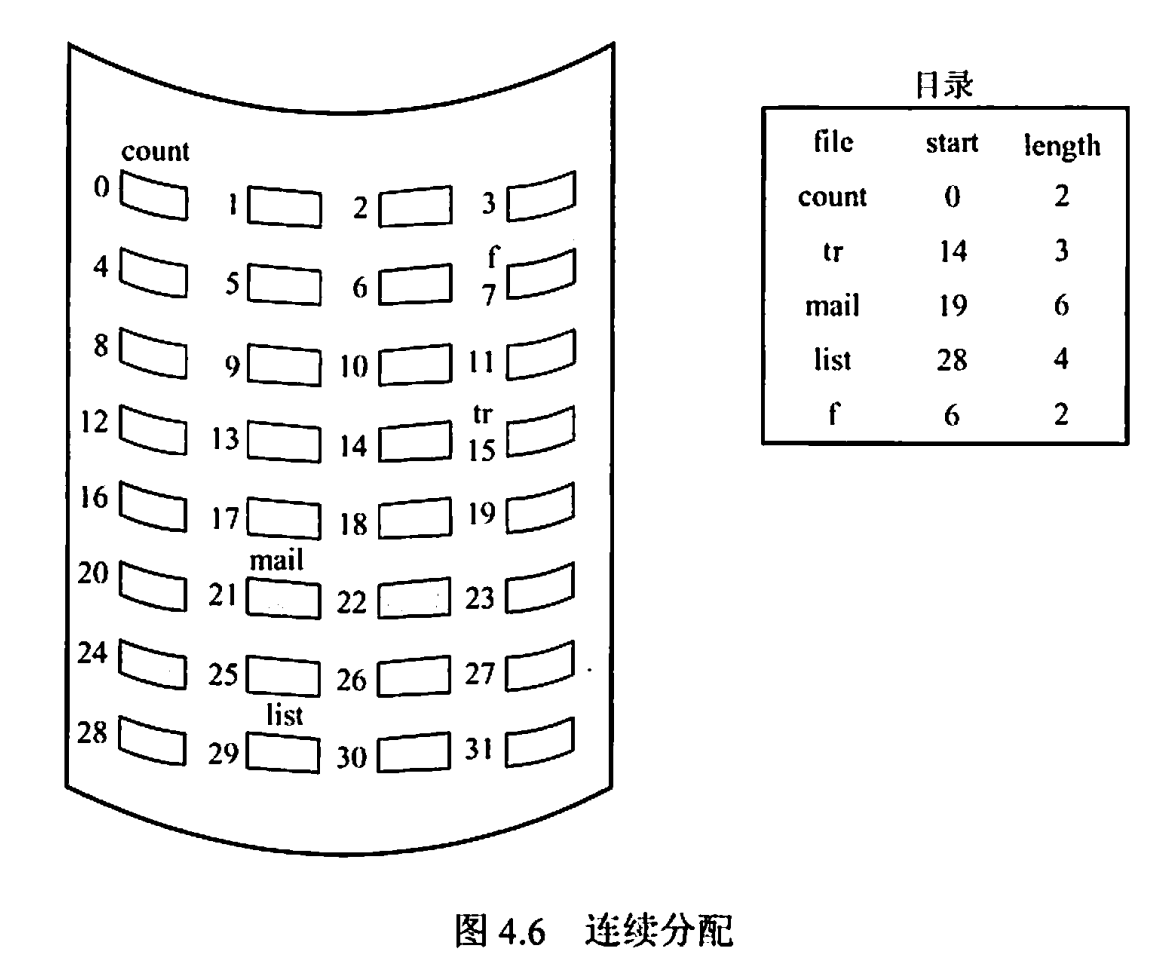 目录
file start length
count 0 2
tr 14 3
mail 19 6
list 28 4
f 6 2
count
0 1 2 3
f
4 5 6 7
8 9 10 11
tr
12 13 14 15
16 17 18 19
mail
20 21 22 23
24 25 26 27
list
28 29 30 31
图 4.6 连续分配